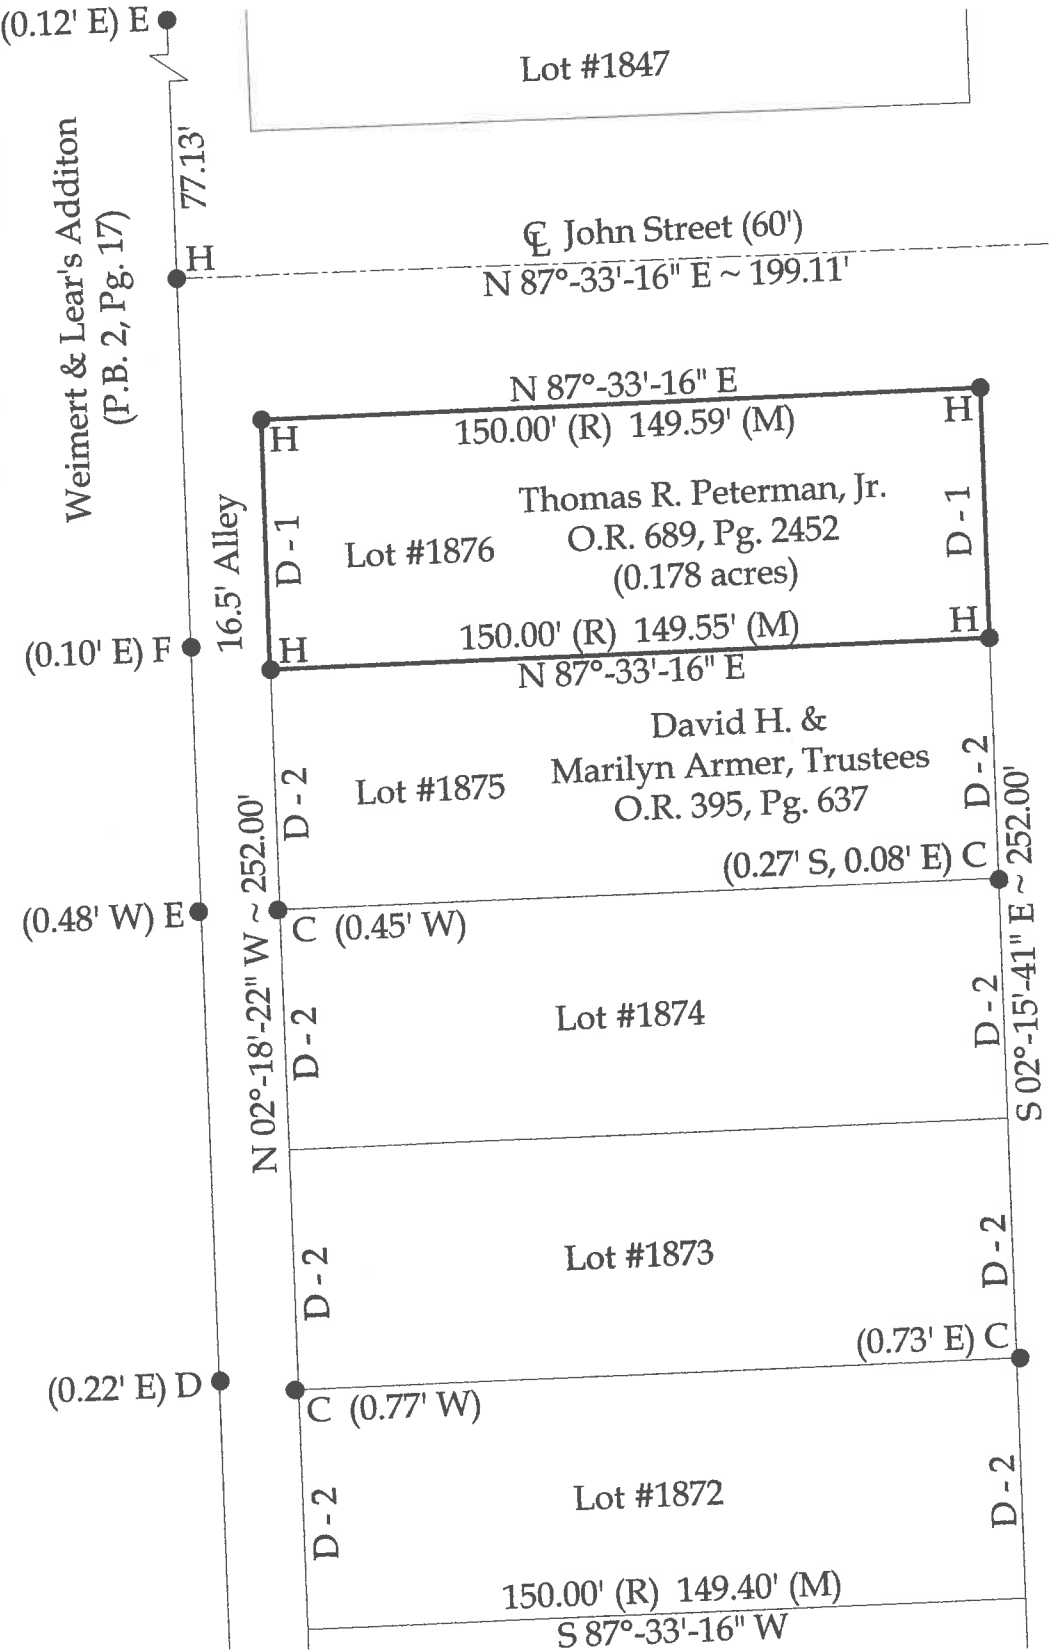 (0.12' E) E
Lot #1847
77.13'
Weimert & Lear's Additon
(P.B. 2, Pg. 17)
H
℄ John Street (60')
N 87°-33'-16" E ~ 199.11'
N 87°-33'-16" E
H
150.00' (R) 149.59' (M)
H
16.5' Alley
D - 1
Lot #1876
Thomas R. Peterman, Jr.
O.R. 689, Pg. 2452
(0.178 acres)
D - 1
(0.10' E) F
H
150.00' (R) 149.55' (M)
H
N 87°-33'-16" E
D - 2
Lot #1875
David H. &
Marilyn Armer, Trustees
O.R. 395, Pg. 637
D - 2
(0.27' S, 0.08' E) C
(0.48' W) E
C (0.45' W)
N 02°-18'-22" W ~ 252.00'
S 02°-15'-41" E ~ 252.00'
D - 2
Lot #1874
D - 2
D - 2
Lot #1873
D - 2
(0.73' E) C
(0.22' E) D
C (0.77' W)
D - 2
Lot #1872
D - 2
150.00' (R) 149.40' (M)
S 87°-33'-16" W